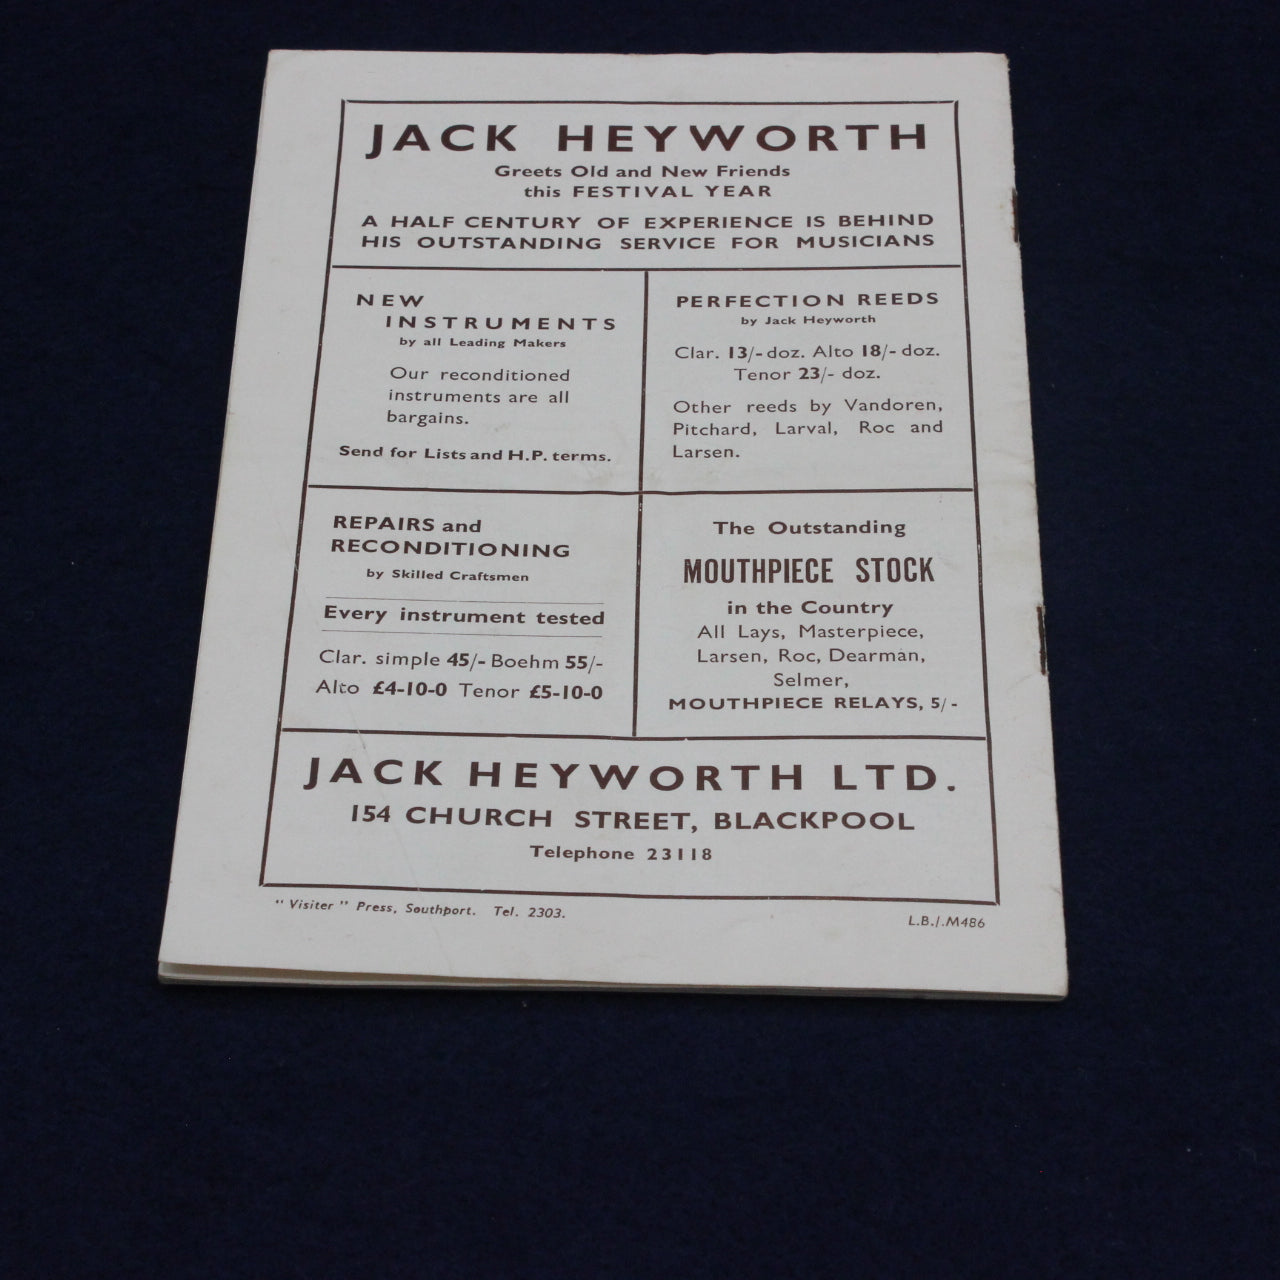 JACK HEYWORTH
Greets Old and New Friends
this FESTIVAL YEAR
A HALF CENTURY OF EXPERIENCE IS BEHIND
HIS OUTSTANDING SERVICE FOR MUSICIANS
NEW
INSTRUMENTS
by all Leading Makers
Our reconditioned
instruments are all
bargains.
Send for Lists and H.P. terms.
PERFECTION REEDS
by Jack Heyworth
Clar. 13/- doz. Alto 18/- doz.
Tenor 23/- doz.
Other reeds by Vandoren,
Pitchard, Larval, Roc and
Larsen.
REPAIRS and
RECONDITIONING
by Skilled Craftsmen
Every instrument tested
Clar. simple 45/- Boehm 55/-
Alto £4-10-0 Tenor £5-10-0
The Outstanding
MOUTHPIECE STOCK
in the Country
All Lays, Masterpiece,
Larsen, Roc, Dearman,
Selmer,
MOUTHPIECE RELAYS, 5/-
JACK HEYWORTH LTD.
154 CHURCH STREET, BLACKPOOL
Telephone 23118
"Visiter" Press, Southport. Tel. 2303.
L.B./.M486